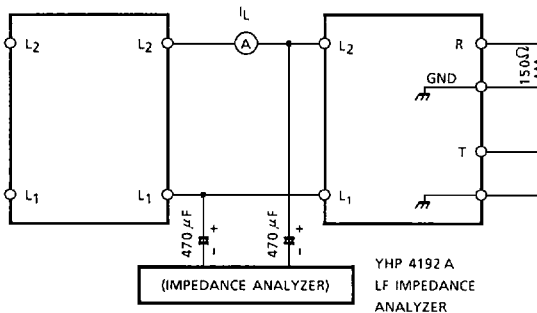 I_L
L2
L2
A
L2
R
GND
150Ω
T
L1
L1
L1
470 μF
+
-
470 μF
+
-
(IMPEDANCE ANALYZER)
YHP 4192 A
LF IMPEDANCE
ANALYZER